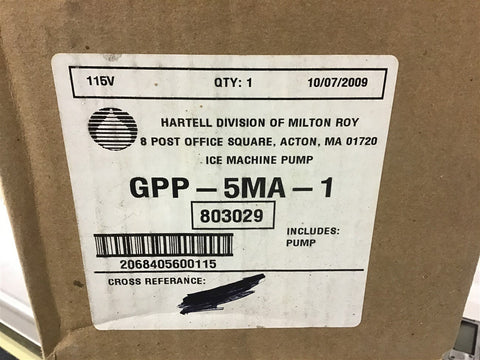 115V QTY: 1 10/07/2009
HARTELL DIVISION OF MILTON ROY
8 POST OFFICE SQUARE, ACTON, MA 01720
ICE MACHINE PUMP
GPP - 5MA - 1
803029
INCLUDES:
PUMP
2068405600115
CROSS REFERANCE: